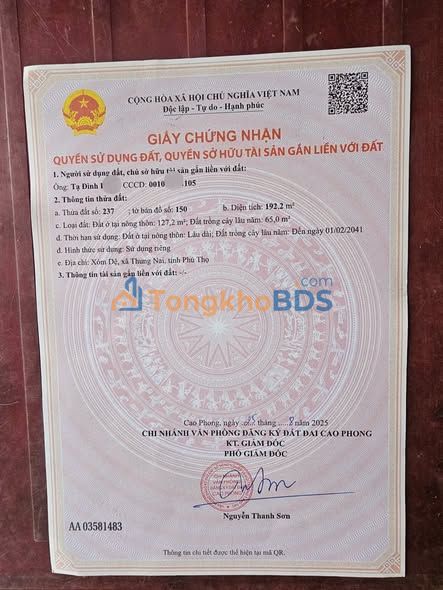 CỘNG HÒA XÃ HỘI CHỦ NGHĨA VIỆT NAM
Độc lập - Tự do - Hạnh phúc
GIẤY CHỨNG NHẬN
QUYỀN SỬ DỤNG ĐẤT, QUYỀN SỞ HỮU TÀI SẢN GẮN LIỀN VỚI ĐẤT
1. Người sử dụng đất, chủ sở hữu tài sản gắn liền với đất:
Ông: Tạ Đình CCCD: 0010 105
2. Thông tin thửa đất:
a. Thửa đất số: 237 ; tờ bản đồ số: 150 b. Diện tích: 192.2 m²
c. Loại đất: Đất ở tại nông thôn: 127,2 m²; Đất trồng cây lâu năm: 65,0 m²
d. Thời hạn sử dụng: Đất ở tại nông thôn: Lâu dài; Đất trồng cây lâu năm: Đến ngày 01/02/2041
đ. Hình thức sử dụng: Sử dụng riêng
e. Địa chỉ: Xóm Dệ, xã Thung Nai, tỉnh Phú Thọ
3. Thông tin tài sản gắn liền với đất: -/-
TongkhoBDS.com
Cao Phong, ngày tháng 8 năm 2025
CHI NHÁNH VĂN PHÒNG ĐĂNG KÝ ĐẤT ĐAI CAO PHONG
KT. GIÁM ĐỐC
PHÓ GIÁM ĐỐC
Nguyễn Thanh Sơn
AA 03581483
Thông tin chi tiết được thể hiện tại mã QR.